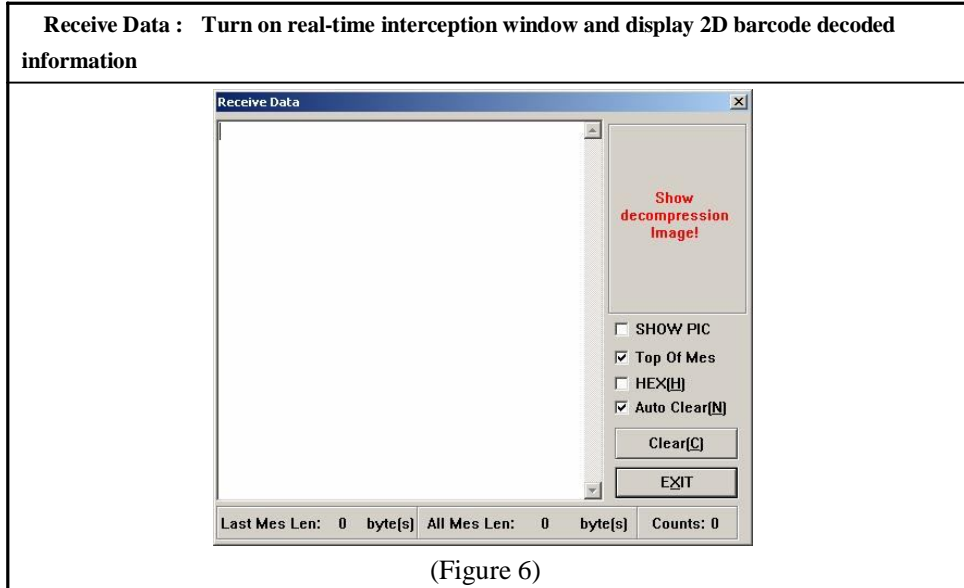 Receive Data : Turn on real-time interception window and display 2D barcode decoded
information
Receive Data
Show
decompression
Image!
SHOW PIC
Top Of Mes
HEX(H)
Auto Clear(N)
Clear(C)
EXIT
Last Mes Len: 0 byte(s) All Mes Len: 0 byte(s) Counts: 0
(Figure 6)